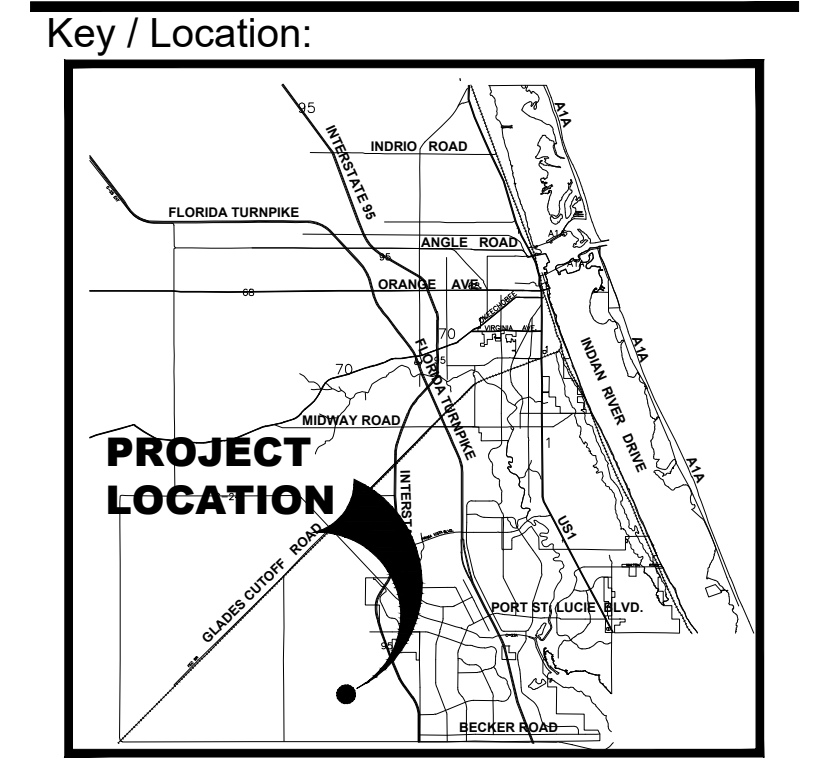 Key / Location:
95
A1A
INTERSTATE 95
INDRIO ROAD
FLORIDA TURNPIKE
ANGLE ROAD
95
ORANGE AVE
68
VIRGINIA AVE.
70
FLORIDA TURNPIKE
95
70
INDIAN RIVER DRIVE
A1A
MIDWAY ROAD
1
A1A
PROJECT
LOCATION
INTERST
US1
GLADES CUTOFF ROAD
PORT ST. LUCIE BLVD.
95
BECKER ROAD